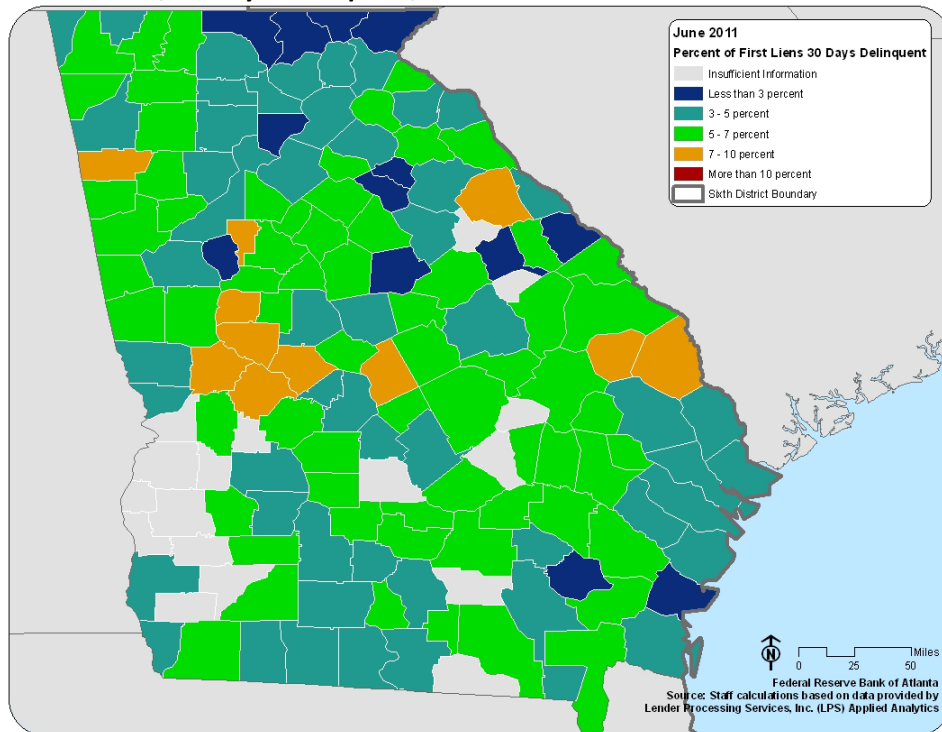 June 2011
Percent of First Liens 30 Days Delinquent
Insufficient Information
Less than 3 percent
3 - 5 percent
5 - 7 percent
7 - 10 percent
More than 10 percent
Sixth District Boundary
N
Miles
0 25 50
Federal Reserve Bank of Atlanta
Source: Staff calculations based on data provided by
Lender Processing Services, Inc. (LPS) Applied Analytics